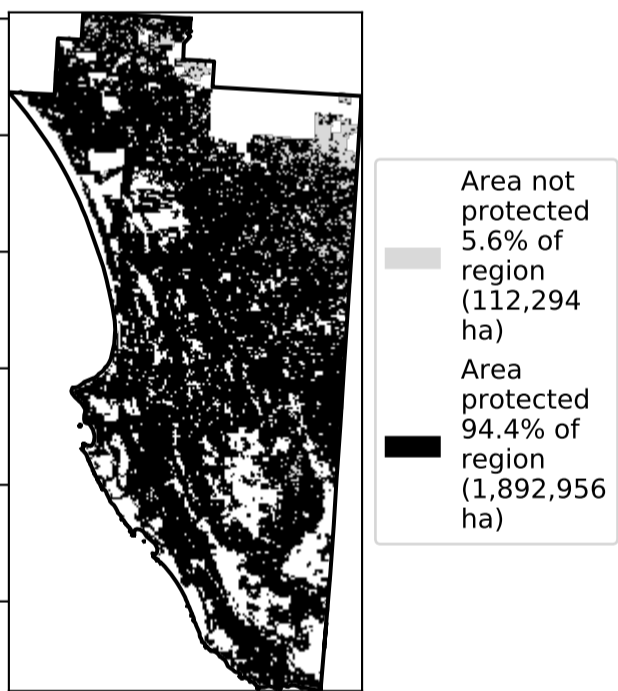 Area not
protected
5.6% of
region
(112,294
ha)
Area
protected
94.4% of
region
(1,892,956
ha)